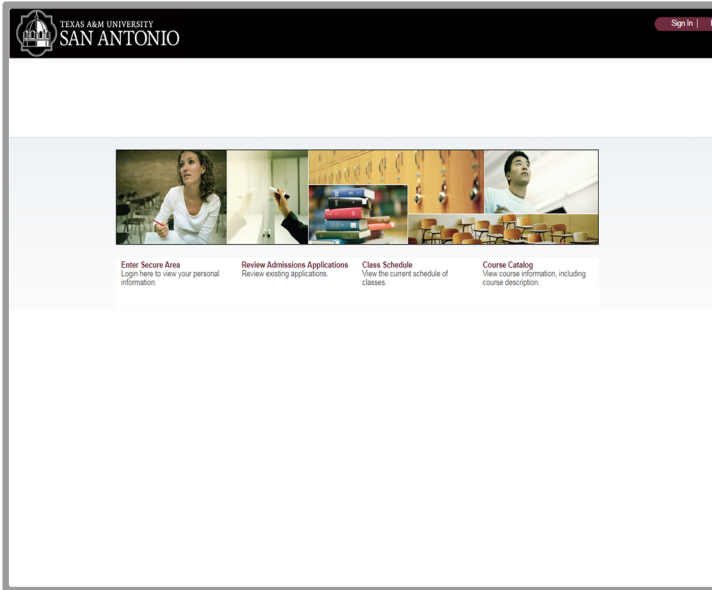 TEXAS A&M UNIVERSITY
SAN ANTONIO
Sign In |
Enter Secure Area
Login here to view your personal
information.
Review Admissions Applications
Review existing applications.
Class Schedule
View the current schedule of
classes.
Course Catalog
View course information, including
course description.